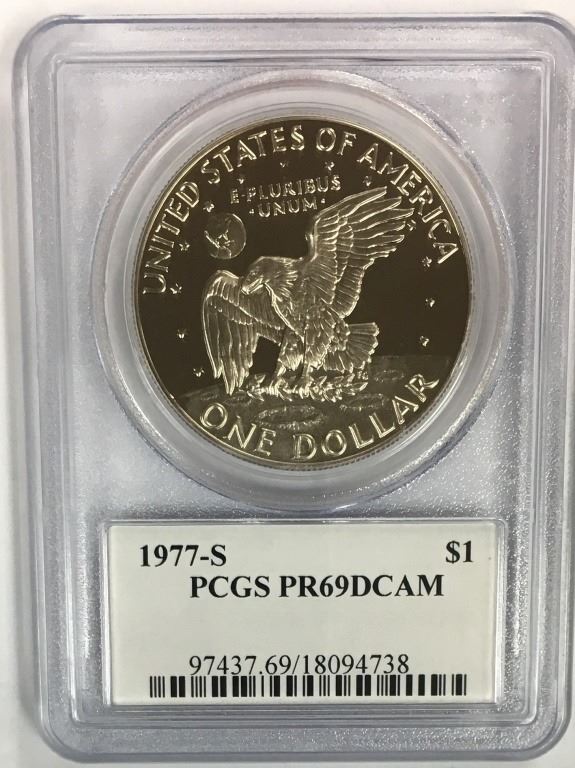 UNITED STATES OF AMERICA
E·PLURIBUS
·UNUM·
ONE DOLLAR
1977-S $1
PCGS PR69DCAM
97437.69/18094738